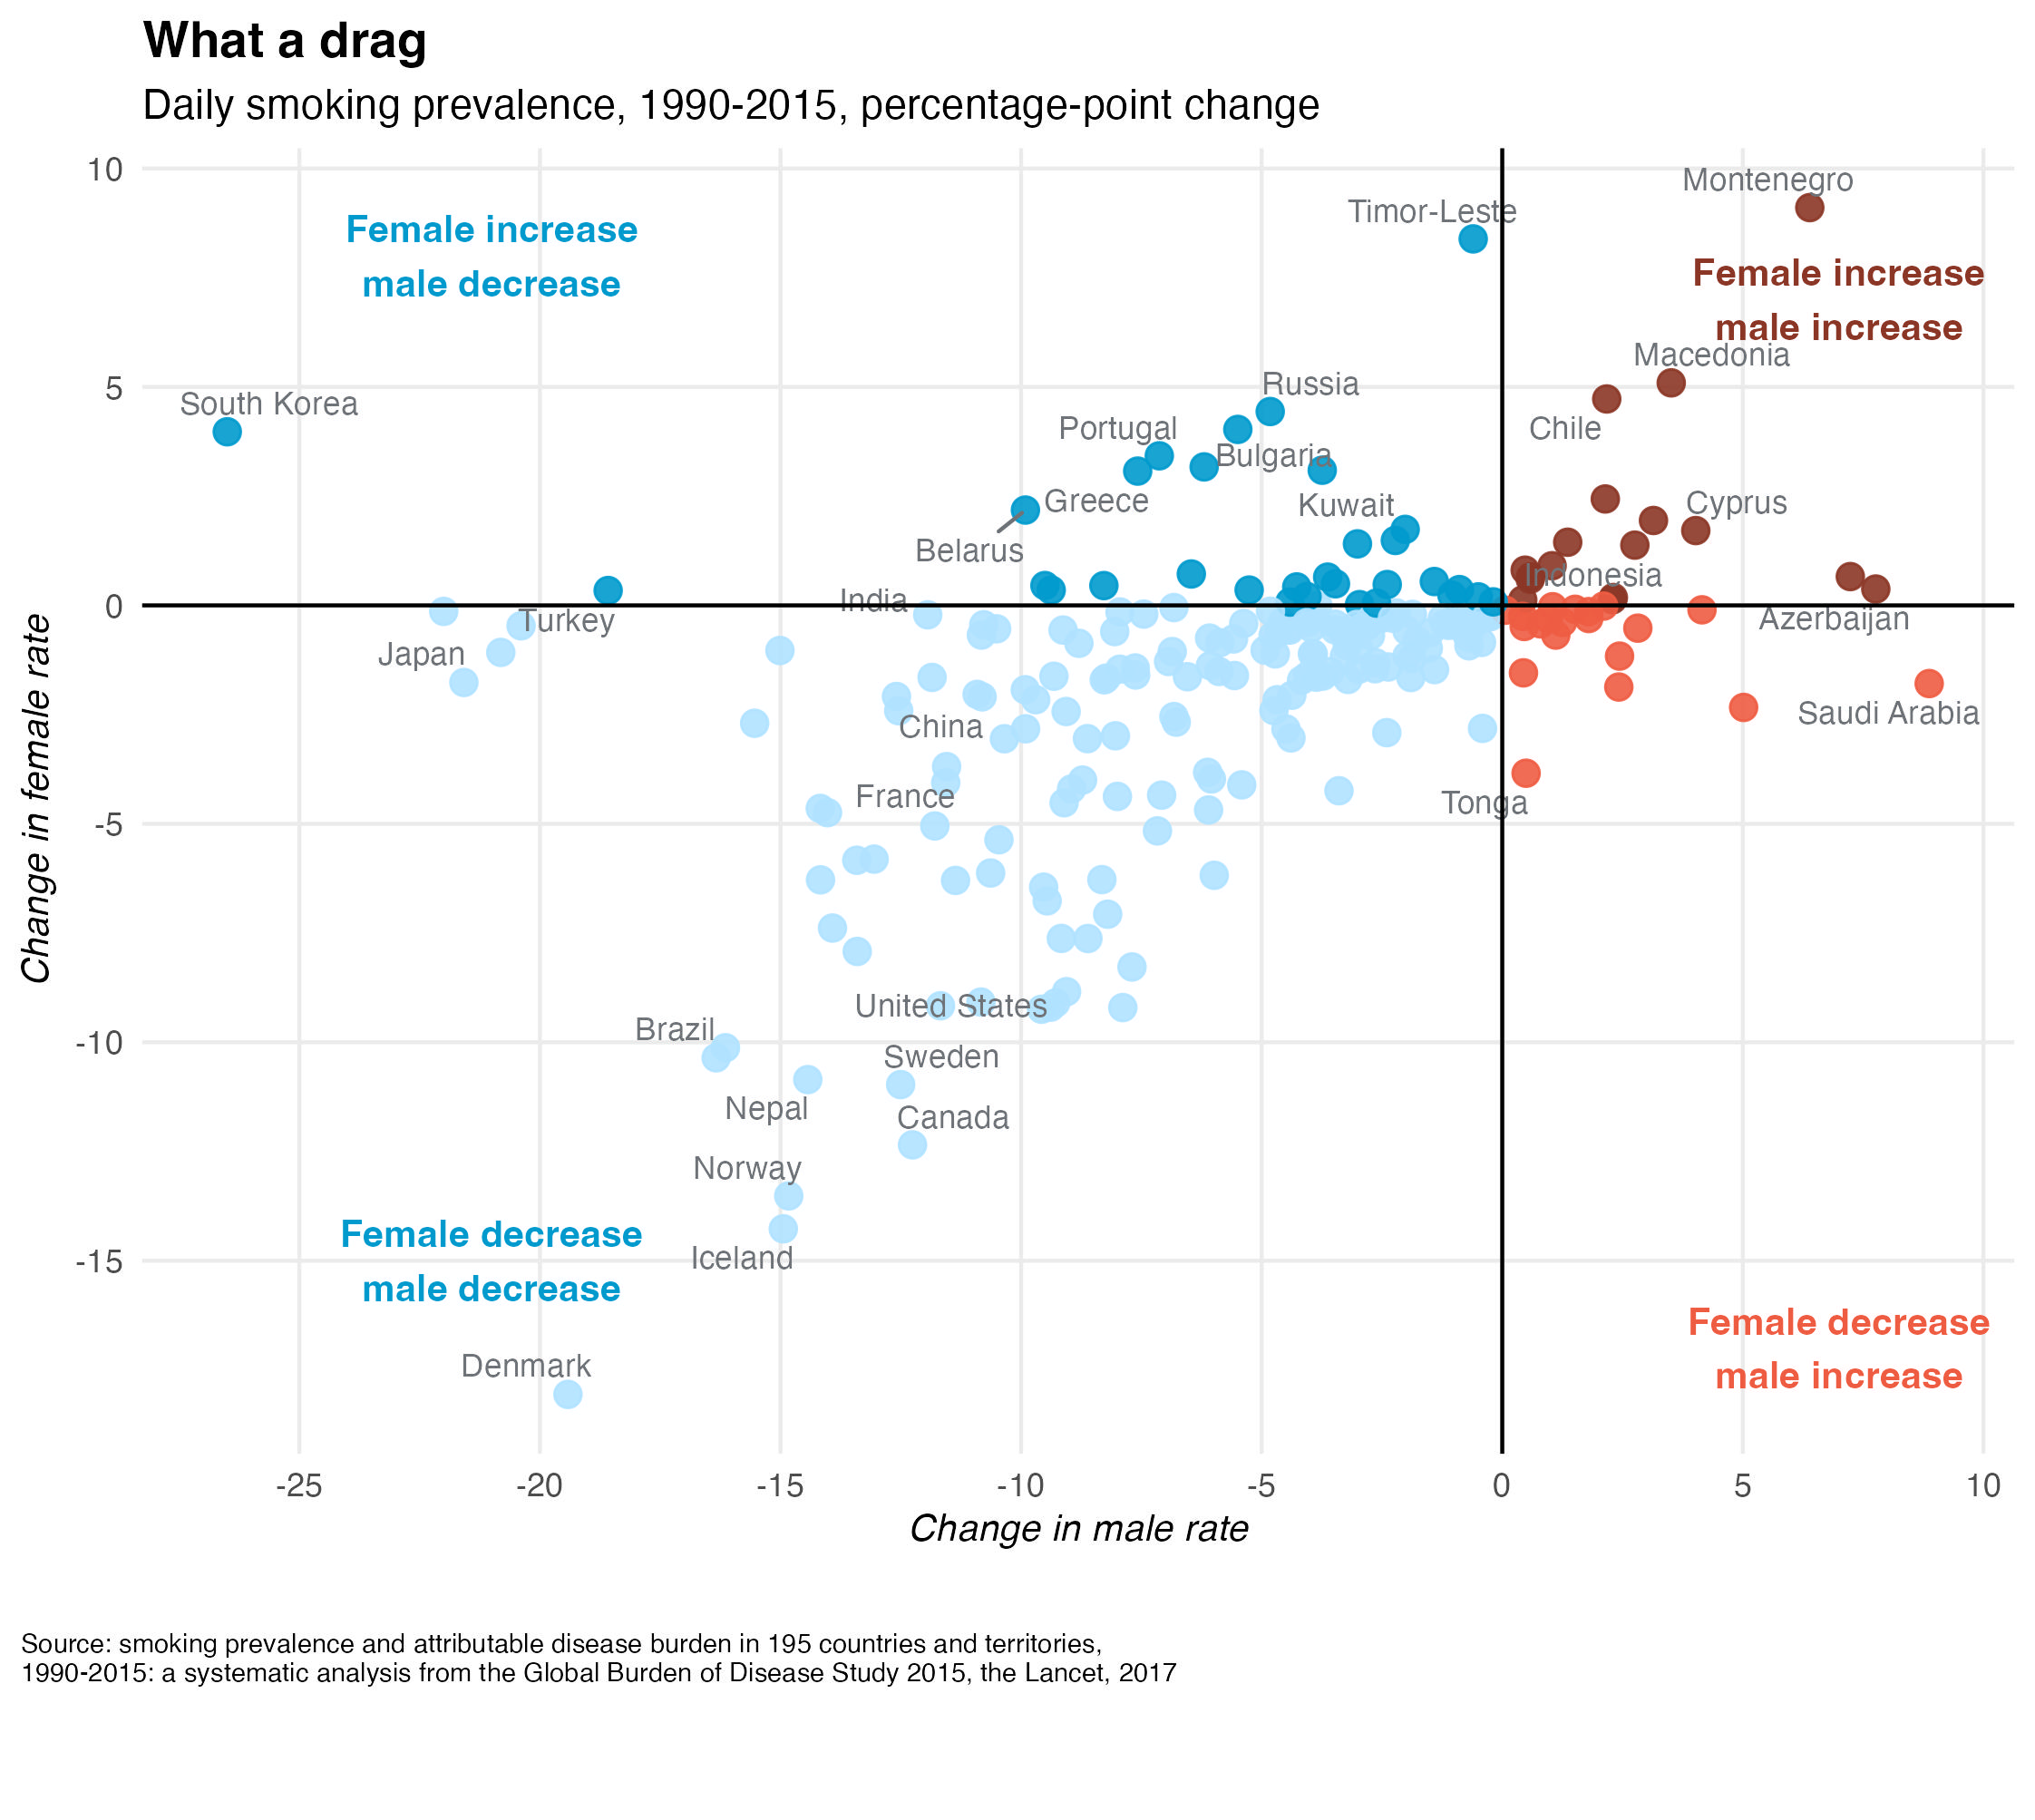 What a drag
Daily smoking prevalence, 1990-2015, percentage-point change
10
5
0
-5
-10
-15
Change in female rate
Female increase
male decrease
Female increase
male increase
Montenegro
Timor-Leste
Macedonia
Russia
South Korea
Chile
Portugal
Bulgaria
Greece
Kuwait
Cyprus
Belarus
Indonesia
India
Turkey
Azerbaijan
Japan
Saudi Arabia
China
France
Tonga
United States
Brazil
Sweden
Nepal
Canada
Norway
Iceland
Denmark
Female decrease
male decrease
Female decrease
male increase
-25
-20
-15
-10
-5
0
5
10
Change in male rate
Source: smoking prevalence and attributable disease burden in 195 countries and territories,
1990-2015: a systematic analysis from the Global Burden of Disease Study 2015, the Lancet, 2017